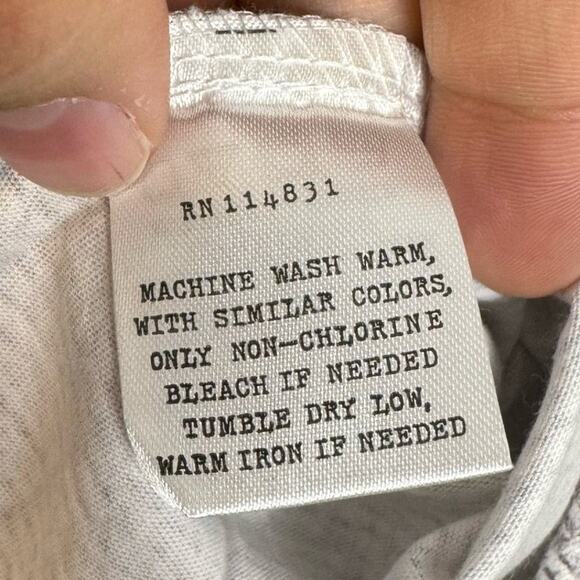 RN 114831
MACHINE WASH WARM,
WITH SIMILAR COLORS,
ONLY NON-CHLORINE
BLEACH IF NEEDED
TUMBLE DRY LOW,
WARM IRON IF NEEDED